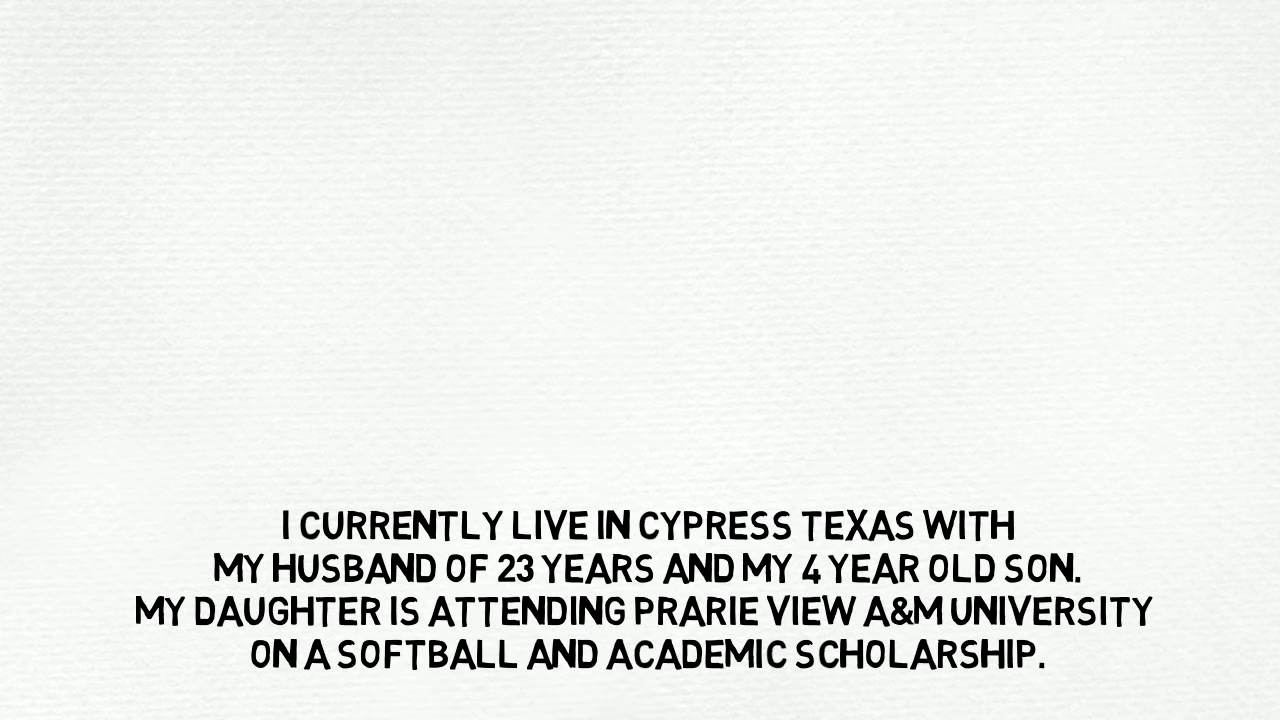 I CURRENTLY LIVE IN CYPRESS TEXAS WITH
MY HUSBAND OF 23 YEARS AND MY 4 YEAR OLD SON.
MY DAUGHTER IS ATTENDING PRARIE VIEW A&M UNIVERSITY
ON A SOFTBALL AND ACADEMIC SCHOLARSHIP.